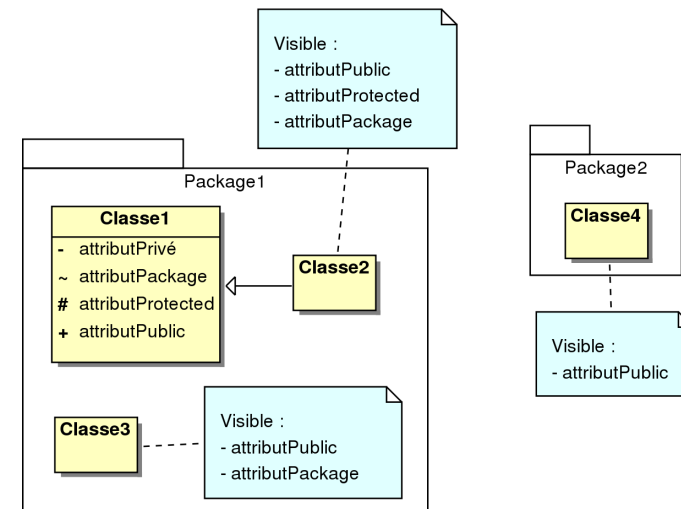 Visible :
- attributPublic
- attributProtected
- attributPackage
Package1
Classe1
- attributPrivé
~ attributPackage
# attributProtected
+ attributPublic
Classe2
Classe3
Visible :
- attributPublic
- attributPackage
Package2
Classe4
Visible :
- attributPublic